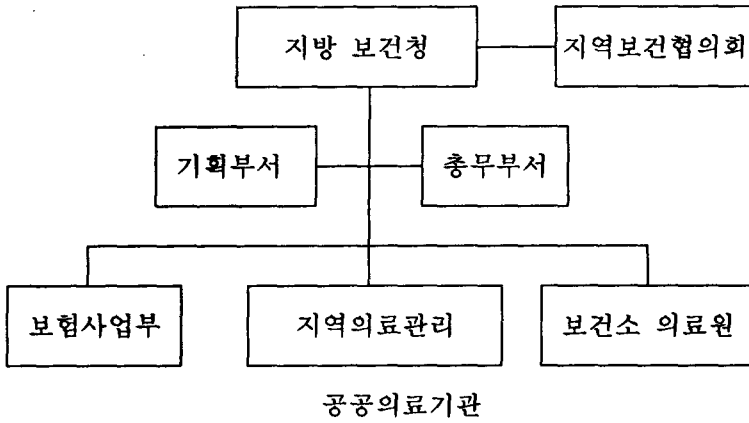 지방 보건청
지역보건협의회
기획부서
총무부서
보험사업부
지역의료관리
보건소 의료원
공공의료기관